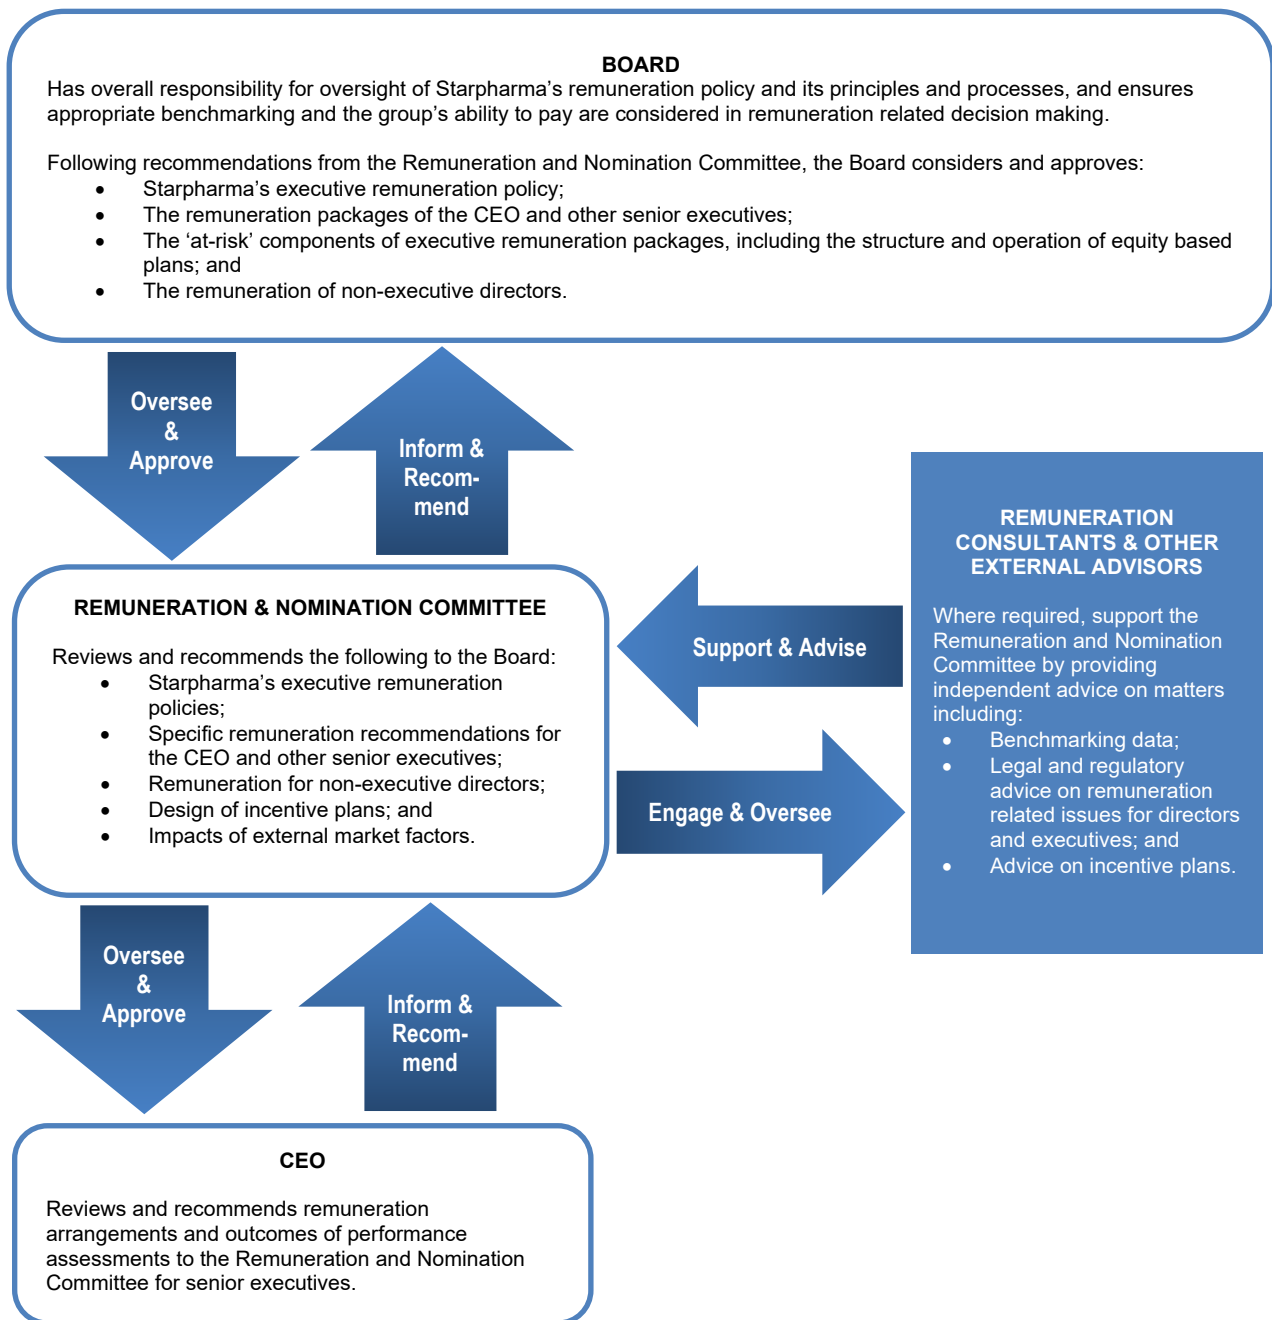 BOARD
Has overall responsibility for oversight of Starpharma’s remuneration policy and its principles and processes, and ensures
appropriate benchmarking and the group’s ability to pay are considered in remuneration related decision making.
Following recommendations from the Remuneration and Nomination Committee, the Board considers and approves:
• Starpharma’s executive remuneration policy;
• The remuneration packages of the CEO and other senior executives;
• The ‘at-risk’ components of executive remuneration packages, including the structure and operation of equity based
plans; and
• The remuneration of non-executive directors.
Oversee
&
Approve
Inform &
Recom-
mend
REMUNERATION & NOMINATION COMMITTEE
Reviews and recommends the following to the Board:
• Starpharma’s executive remuneration
policies;
• Specific remuneration recommendations for
the CEO and other senior executives;
• Remuneration for non-executive directors;
• Design of incentive plans; and
• Impacts of external market factors.
Support & Advise
Engage & Oversee
REMUNERATION
CONSULTANTS & OTHER
EXTERNAL ADVISORS
Where required, support the
Remuneration and Nomination
Committee by providing
independent advice on matters
including:
• Benchmarking data;
• Legal and regulatory
advice on remuneration
related issues for directors
and executives; and
• Advice on incentive plans.
Oversee
&
Approve
Inform &
Recom-
mend
CEO
Reviews and recommends remuneration
arrangements and outcomes of performance
assessments to the Remuneration and Nomination
Committee for senior executives.